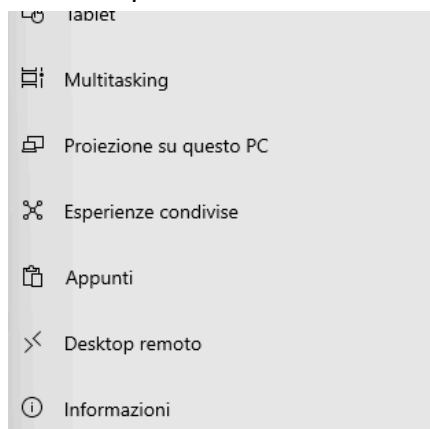 Tablet
Multitasking
Proiezione su questo PC
Esperienze condivise
Appunti
Desktop remoto
Informazioni